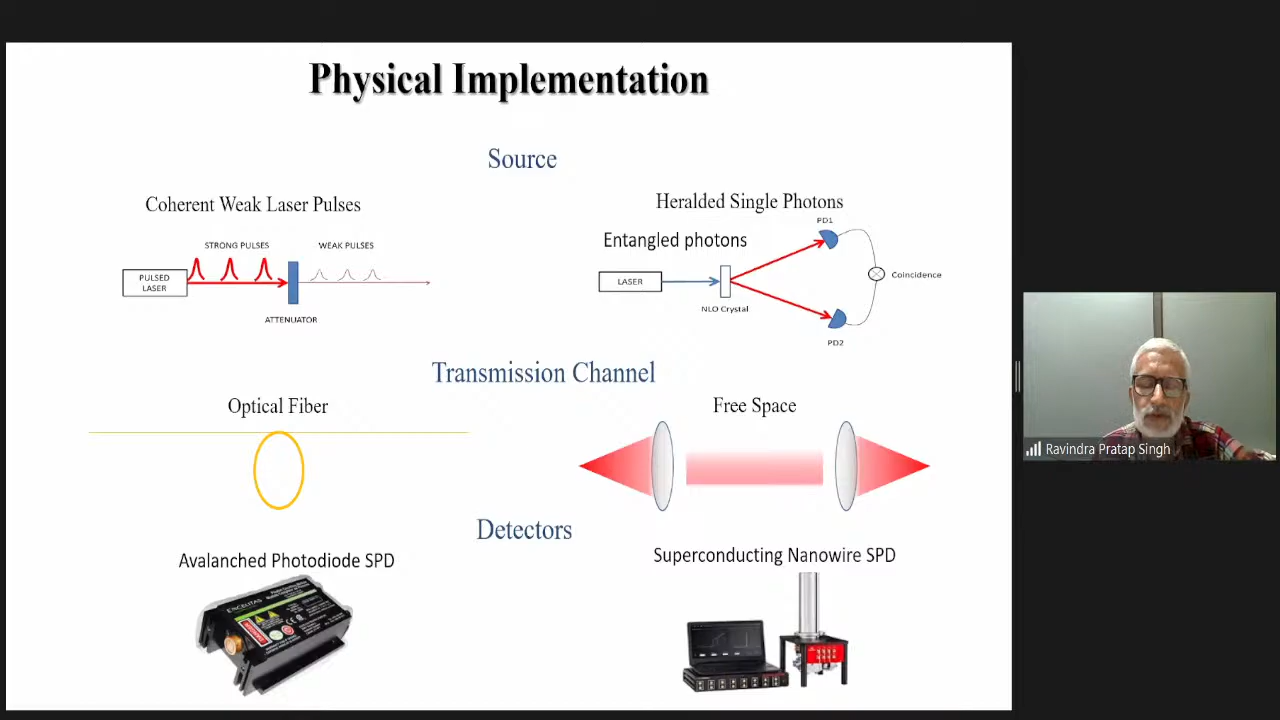 Physical Implementation
Source
Coherent Weak Laser Pulses
STRONG PULSES
WEAK PULSES
PULSED
LASER
ATTENUATOR
Heralded Single Photons
PD1
Entangled photons
LASER
Coincidence
NLO Crystal
PD2
Transmission Channel
Optical Fiber
Free Space
Detectors
Avalanched Photodiode SPD
Superconducting Nanowire SPD
EXCELITAS
Ravindra Pratap Singh